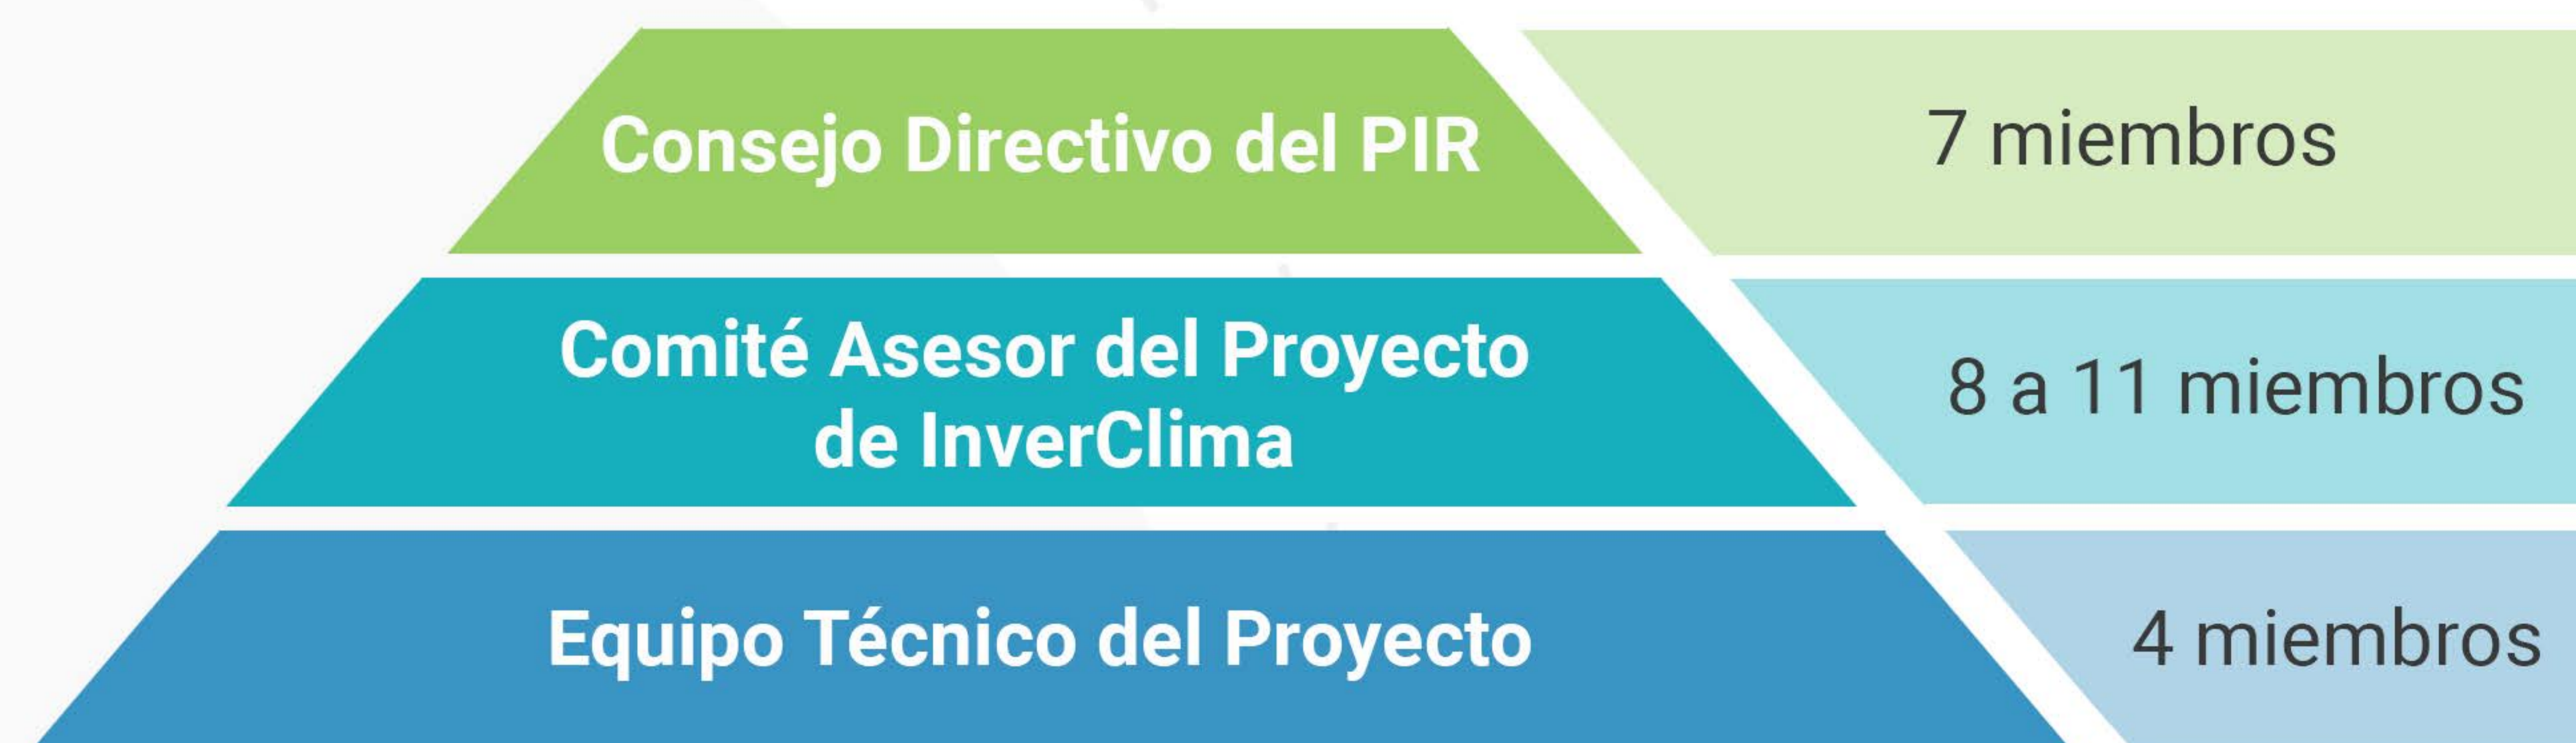 Consejo Directivo del PIR
7 miembros
Comité Asesor del Proyecto
de InverClima
8 a 11 miembros
Equipo Técnico del Proyecto
4 miembros